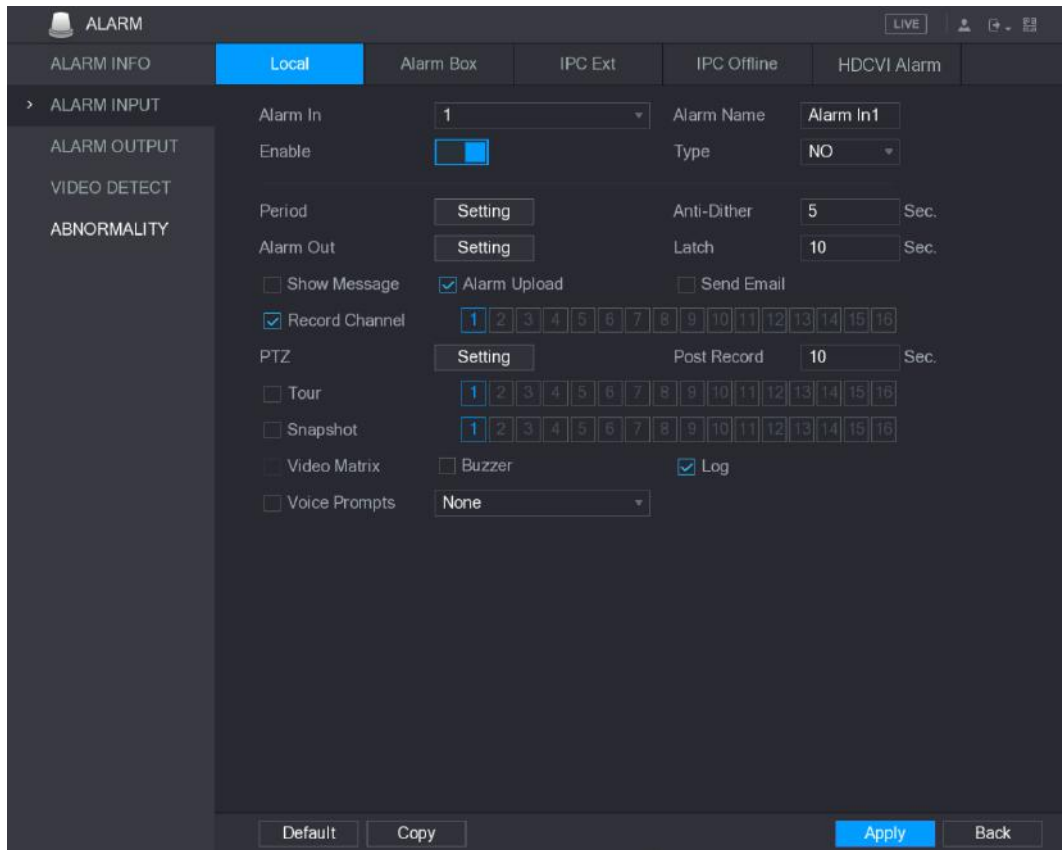 ALARM LIVE
ALARM INFO
ALARM INPUT
ALARM OUTPUT
VIDEO DETECT
ABNORMALITY
Local Alarm Box IPC Ext IPC Offline HDCVI Alarm
Alarm In 1 Alarm Name Alarm In1
Enable Type NO
Period Setting Anti-Dither 5 Sec.
Alarm Out Setting Latch 10 Sec.
Show Message Alarm Upload Send Email
Record Channel 1 2 3 4 5 6 7 8 9 10 11 12 13 14 15 16
PTZ Setting Post Record 10 Sec.
Tour 1 2 3 4 5 6 7 8 9 10 11 12 13 14 15 16
Snapshot 1 2 3 4 5 6 7 8 9 10 11 12 13 14 15 16
Video Matrix Buzzer Log
Voice Prompts None
Default Copy Apply Back